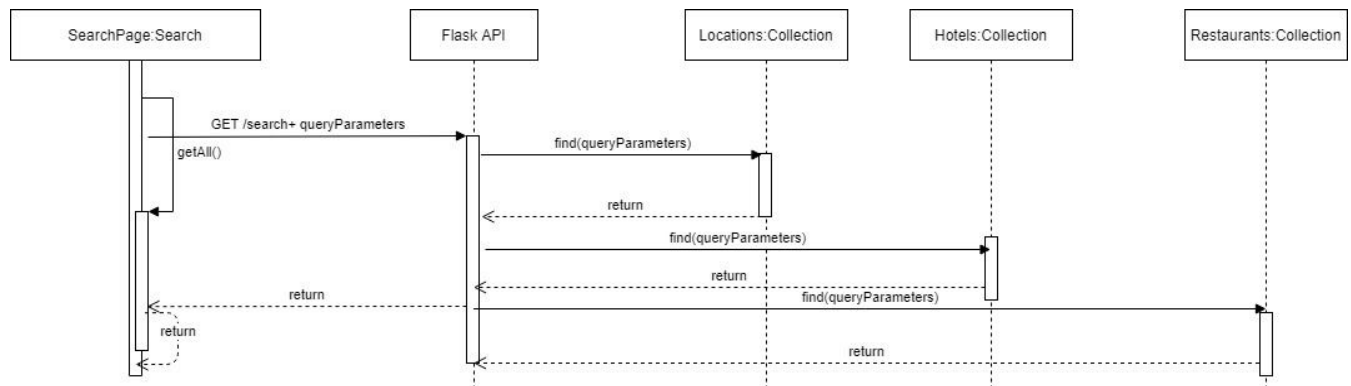 SearchPage:Search
Flask API
Locations:Collection
Hotels:Collection
Restaurants:Collection
GET /search+ queryParameters
getAll()
find(queryParameters)
return
find(queryParameters)
return
return
find(queryParameters)
return
return